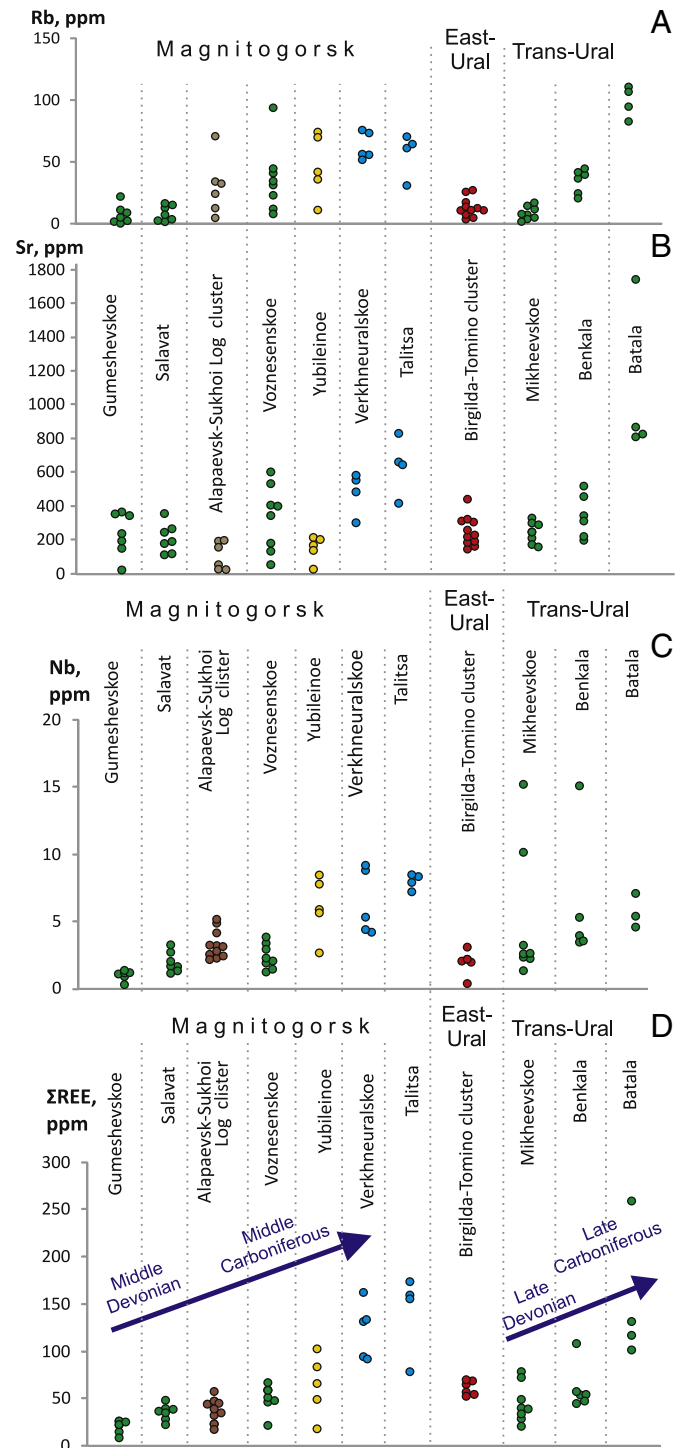 Rb, ppm
A
M a g n i t o g o r s k
East-
Ural
Trans-Ural
150
100
50
0
Sr, ppm
B
1800
1600
1400
1200
1000
800
600
400
200
0
Gumeshevskoe
Salavat
Alapaevsk-Sukhoi Log cluster
Voznesenskoe
Yubileinoe
Verkhneuralskoe
Talitsa
Birgilda-Tomino cluster
Mikheevskoe
Benkala
Batala
M a g n i t o g o r s k
East-
Ural
Trans-Ural
C
Nb,
ppm
20
15
10
5
0
Gumeshevskoe
Salavat
Alapaevsk-Sukhoi
Log clister
Voznesenskoe
Yubileinoe
Verkhneuralskoe
Talitsa
Birgilda-Tomino cluster
Mikheevskoe
Benkala
Batala
M a g n i t o g o r s k
East-
Ural
Trans-Ural
D
ΣREE,
ppm
300
250
200
150
100
50
0
Gumeshevskoe
Salavat
Alapaevsk-Sukhoi
Log clister
Voznesenskoe
Yubileinoe
Verkhneuralskoe
Talitsa
Birgilda-Tomino cluster
Mikheevskoe
Benkala
Batala
Middle
Devonian
Middle
Carboniferous
Late
Devonian
Late
Carboniferous